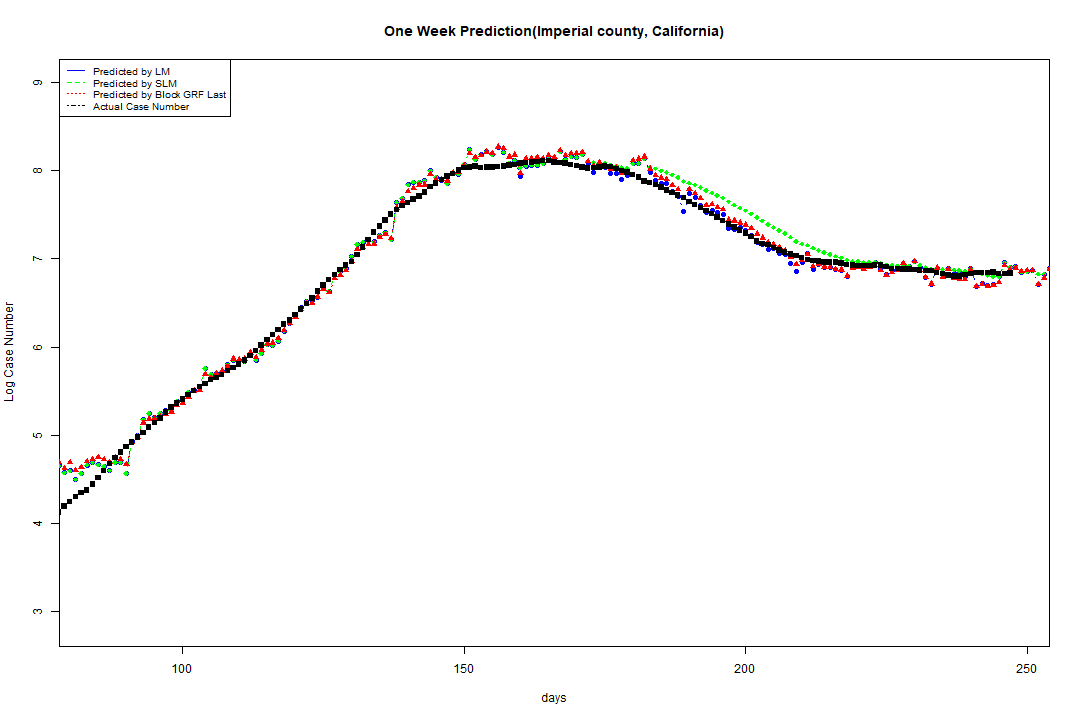 One Week Prediction(Imperial county, California)
Predicted by LM
Predicted by SLM
Predicted by Block GRF Last
Actual Case Number
9
8
7
6
5
4
3
Log Case Number
100 150 200 250
days